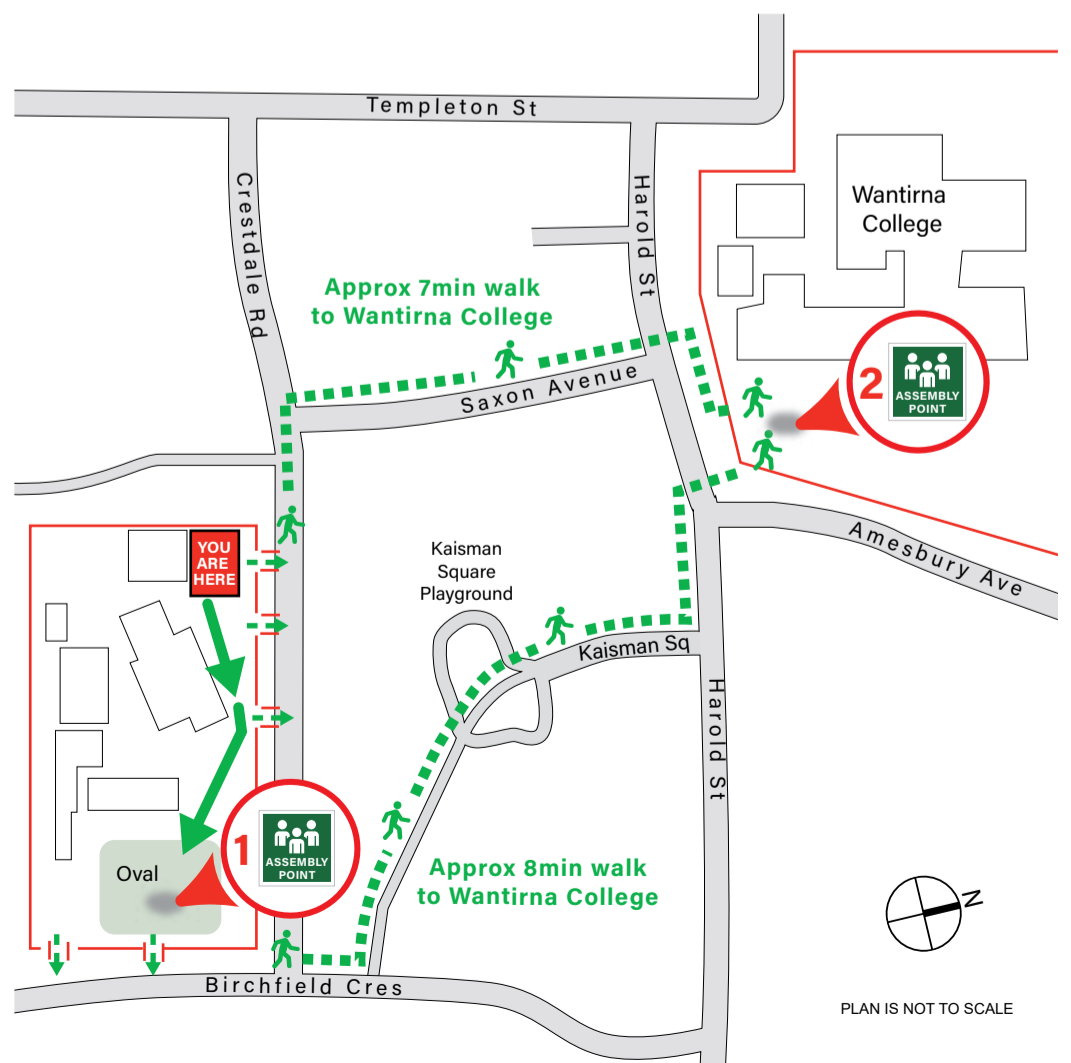 Templeton St
Crestdale Rd
Harold St
Wantirna
College
Approx 7min walk
to Wantirna College
Saxon Avenue
2
ASSEMBLY
POINT
YOU
ARE
HERE
Kaisman
Square
Playground
Amesbury Ave
Kaisman Sq
Harold St
1
ASSEMBLY
POINT
Oval
Approx 8min walk
to Wantirna College
N
Birchfield Cres
PLAN IS NOT TO SCALE